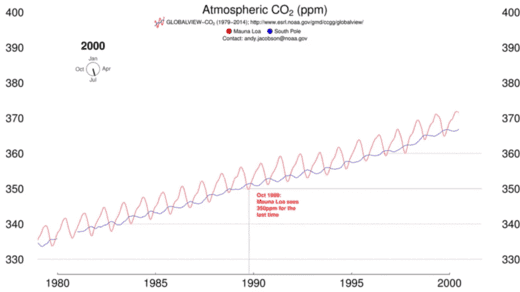 Atmospheric CO2 (ppm)
GLOBALVIEW-CO2 (1979-2014); http://www.esrl.noaa.gov/gmd/ccgg/globalview/
Mauna Loa South Pole
Contact: andy.jacobson@noaa.gov
400 400
390 390
380 380
370 370
360 360
350 350
340 340
330 330
2000
Jan
Oct Apr
Jul
Oct 1989:
Mauna Loa sees
350ppm for the
last time
1980 1985 1990 1995 2000